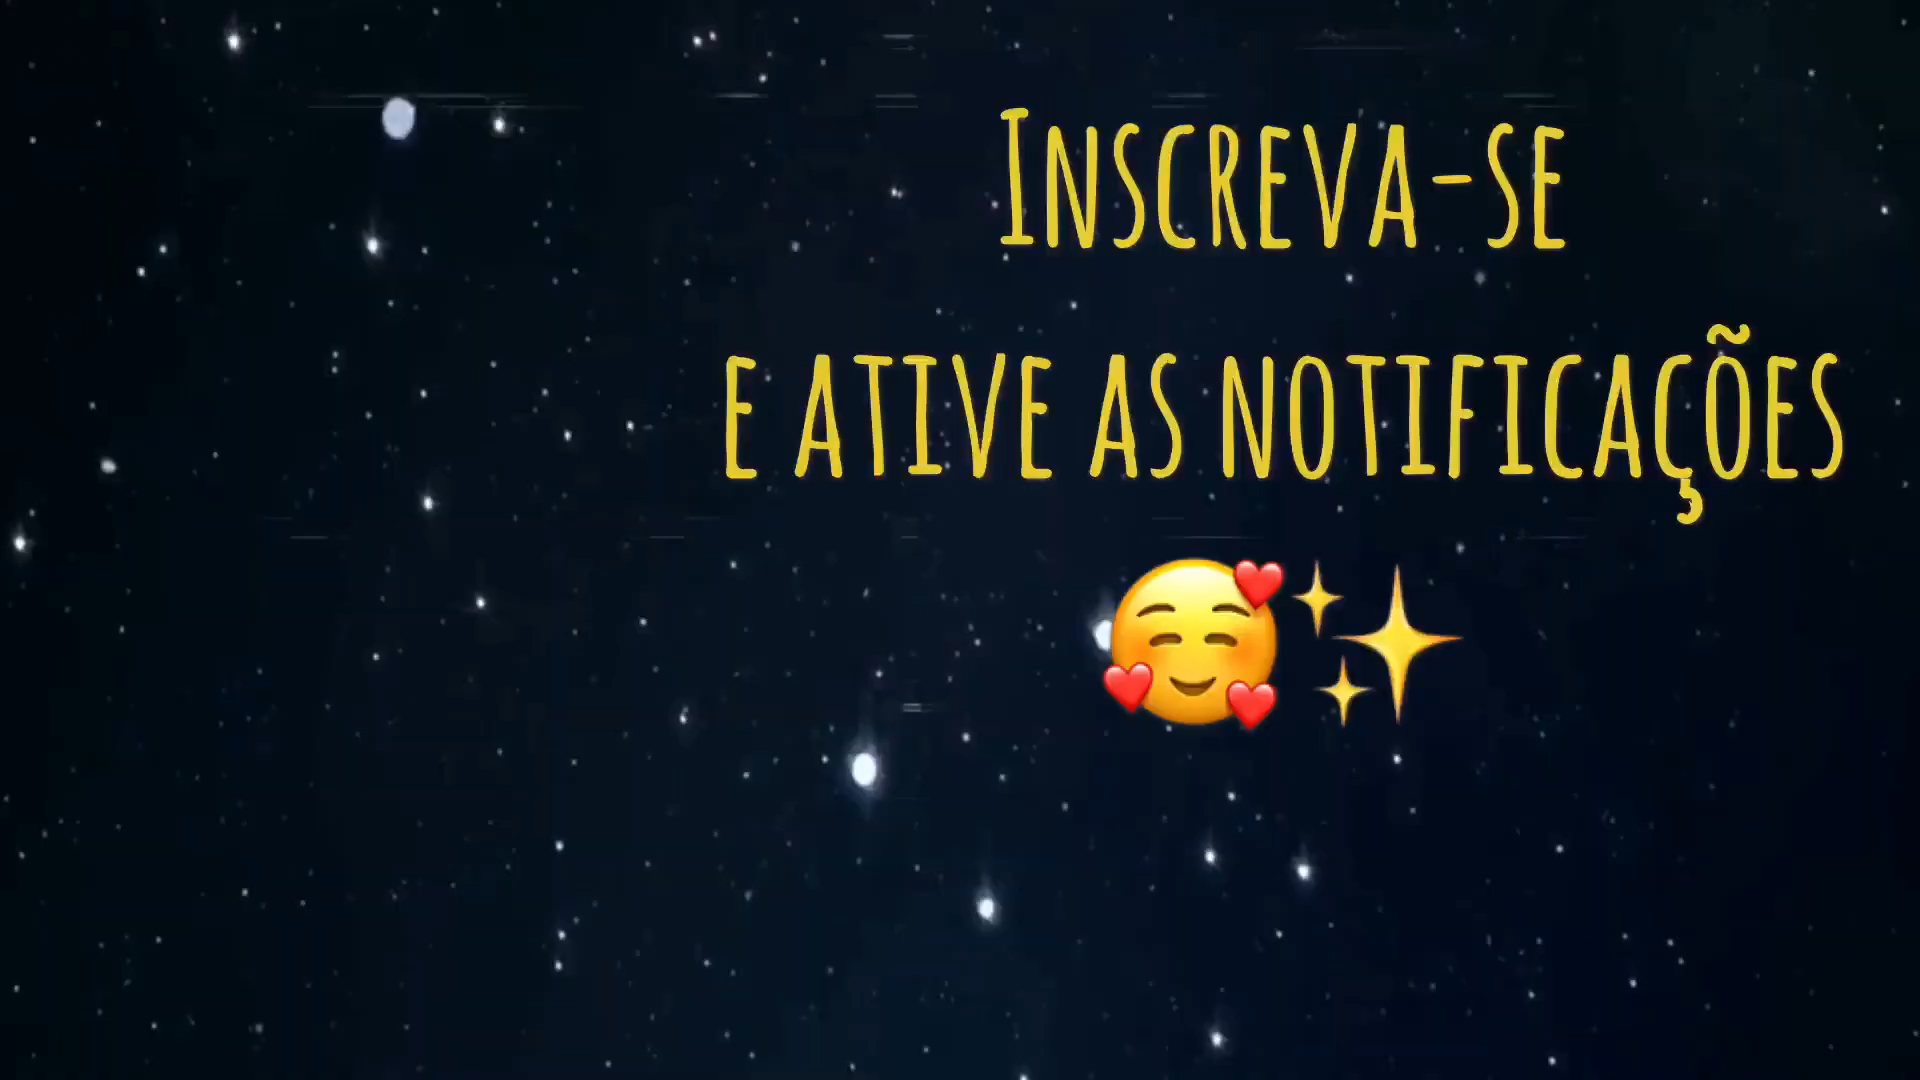 Inscreva-se
e ative as notificações
🥰✨